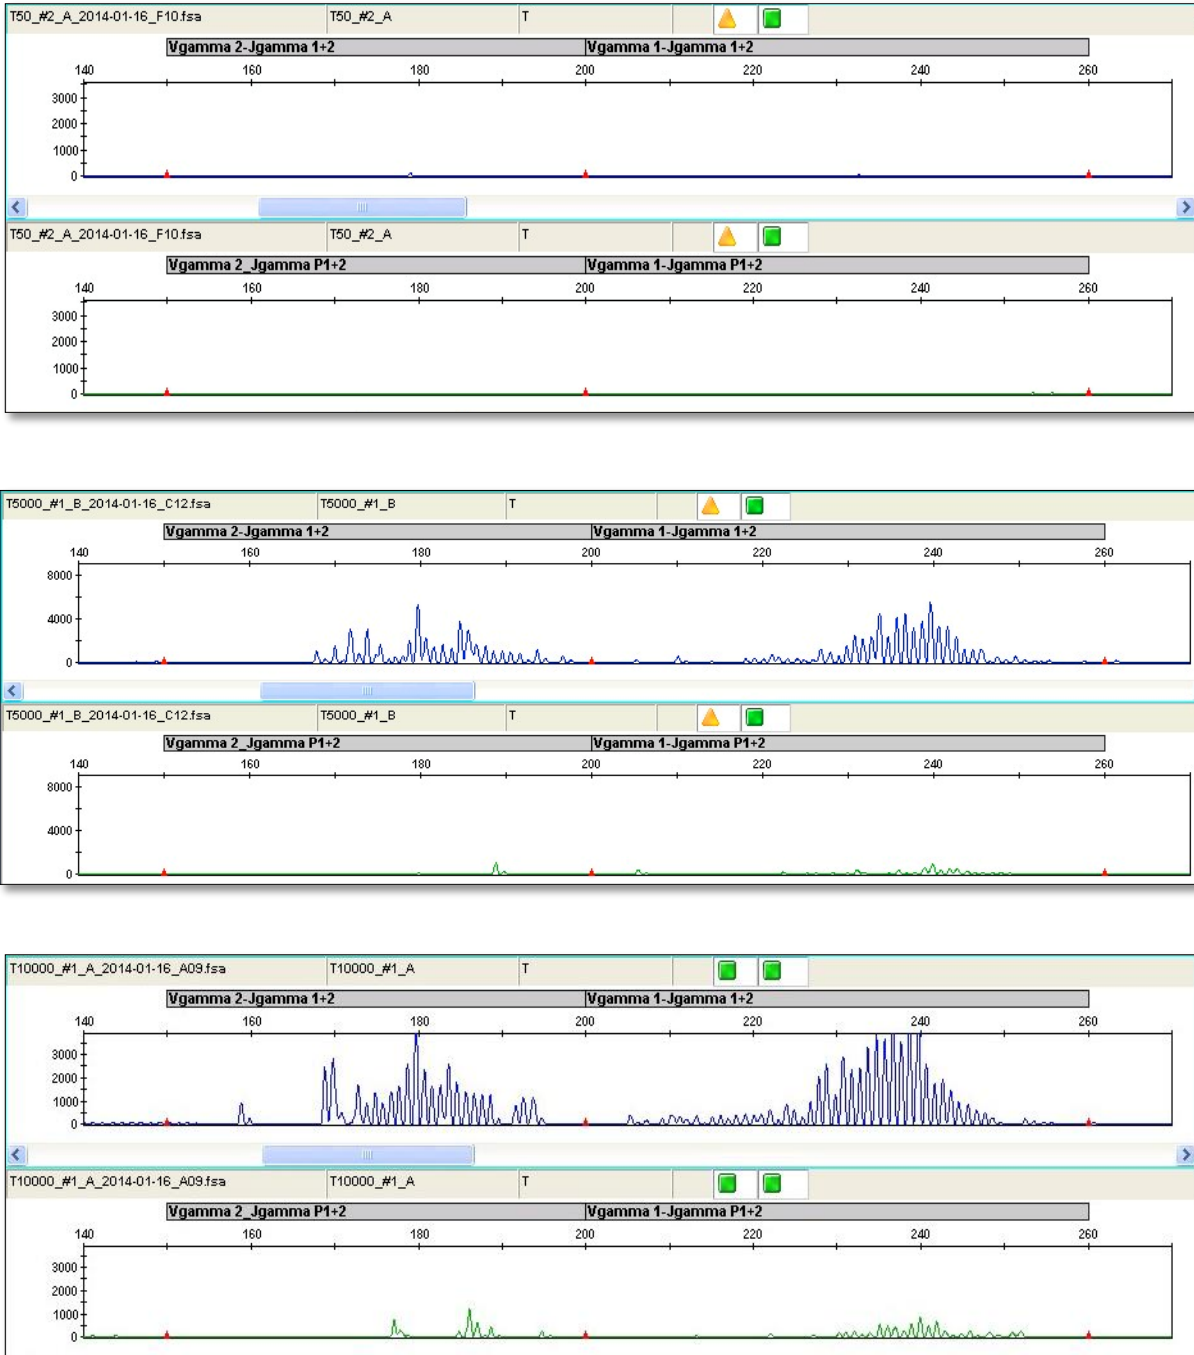 T50_#2_A_2014-01-16_F10.fsa T50_#2_A T
Vgamma 2-Jgamma 1+2 Vgamma 1-Jgamma 1+2
140 160 180 200 220 240 260
3000
2000
1000
0
T50_#2_A_2014-01-16_F10.fsa T50_#2_A T
Vgamma 2_Jgamma P1+2 Vgamma 1-Jgamma P1+2
140 160 180 200 220 240 260
3000
2000
1000
0
T5000_#1_B_2014-01-16_C12.fsa T5000_#1_B T
Vgamma 2-Jgamma 1+2 Vgamma 1-Jgamma 1+2
140 160 180 200 220 240 260
8000
4000
0
T5000_#1_B_2014-01-16_C12.fsa T5000_#1_B T
Vgamma 2_Jgamma P1+2 Vgamma 1-Jgamma P1+2
140 160 180 200 220 240 260
8000
4000
0
T10000_#1_A_2014-01-16_A09.fsa T10000_#1_A T
Vgamma 2-Jgamma 1+2 Vgamma 1-Jgamma 1+2
140 160 180 200 220 240 260
3000
2000
1000
0
T10000_#1_A_2014-01-16_A09.fsa T10000_#1_A T
Vgamma 2_Jgamma P1+2 Vgamma 1-Jgamma P1+2
140 160 180 200 220 240 260
3000
2000
1000
0